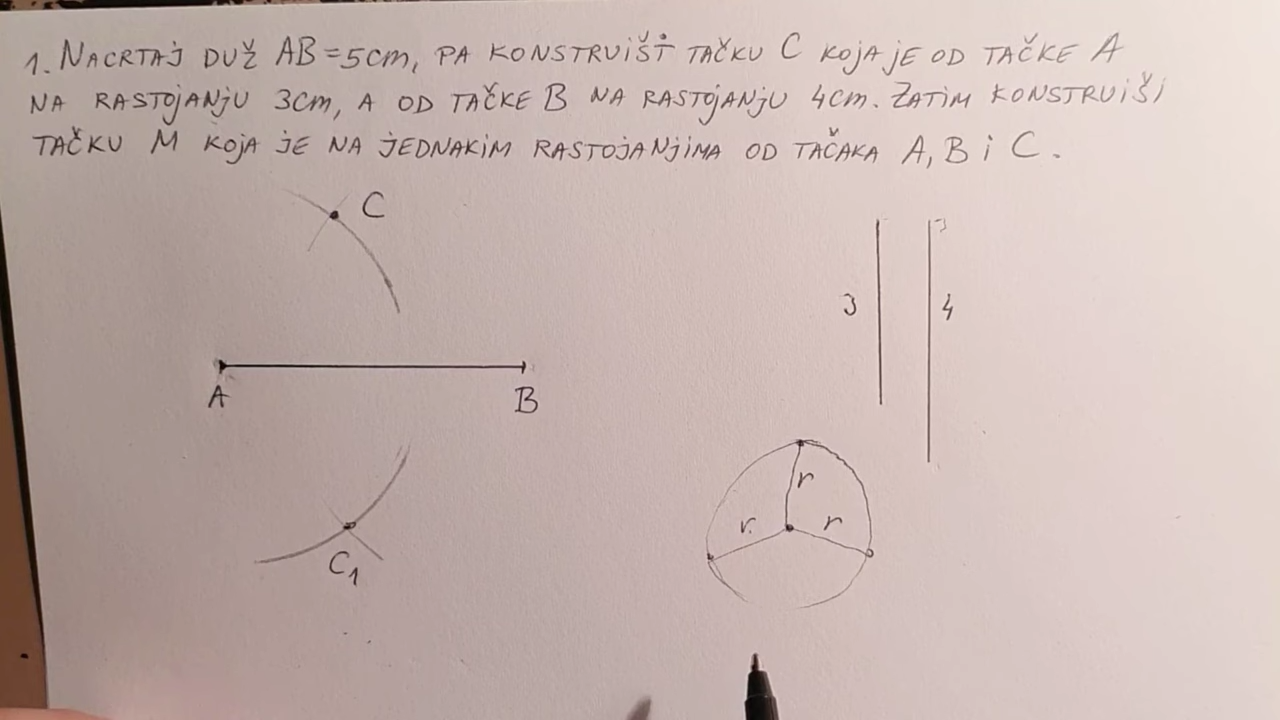 1. NACRTAJ DUŽ AB=5cm, PA KONSTRUIŠI TAČKU C KOJA JE OD TAČKE A
NA RASTOJANJU 3cm, A OD TAČKE B NA RASTOJANJU 4cm. ZATIM KONSTRUIŠI
TAČKU M KOJA JE NA JEDNAKIM RASTOJANJIMA OD TAČAKA A, B i C.
C
3
4
A
B
r
r
r
C1